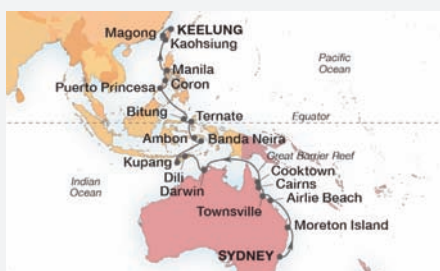 KEELUNG
Magong
Kaohsiung
Pacific
Ocean
Manila
Coron
Puerto Princesa
Bitung
Ternate
Equator
Ambon
Banda Neira
Great Barrier Reef
Kupang
Cooktown
Indian
Ocean
Dili
Darwin
Cairns
Airlie Beach
Townsville
Moreton Island
SYDNEY